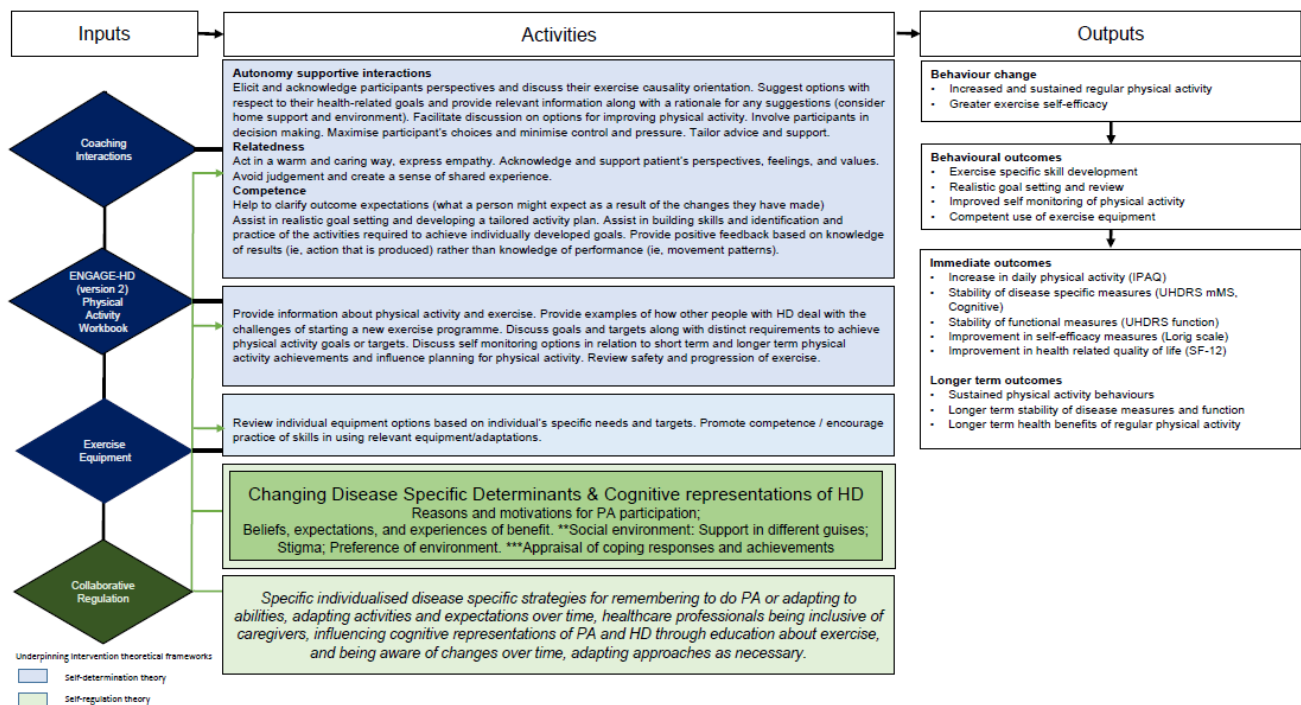 Inputs
Activities
Outputs
Coaching
Interactions
ENGAGE-HD
(version 2)
Physical
Activity
Workbook
Exercise
Equipment
Collaborative
Regulation
Autonomy supportive interactions
Elicit and acknowledge participants perspectives and discuss their exercise causality orientation. Suggest options with
respect to their health-related goals and provide relevant information along with a rationale for any suggestions (consider
home support and environment). Facilitate discussion on options for improving physical activity. Involve participants in
decision making. Maximise participant's choices and minimise control and pressure. Tailor advice and support.
Relatedness
Act in a warm and caring way, express empathy. Acknowledge and support patient's perspectives, feelings, and values.
Avoid judgement and create a sense of shared experience.
Competence
Help to clarify outcome expectations (what a person might expect as a result of the changes they have made)
Assist in realistic goal setting and developing a tailored activity plan. Assist in building skills and identification and
practice of the activities required to achieve individually developed goals. Provide positive feedback based on knowledge
of results (ie, action that is produced) rather than knowledge of performance (ie, movement patterns).
Provide information about physical activity and exercise. Provide examples of how other people with HD deal with the
challenges of starting a new exercise programme. Discuss goals and targets along with distinct requirements to achieve
physical activity goals or targets. Discuss self monitoring options in relation to short term and longer term physical
activity achievements and influence planning for physical activity. Review safety and progression of exercise.
Review individual equipment options based on individual's specific needs and targets. Promote competence / encourage
practice of skills in using relevant equipment/adaptations.
Changing Disease Specific Determinants & Cognitive representations of HD
Reasons and motivations for PA participation;
Beliefs, expectations, and experiences of benefit. **Social environment: Support in different guises;
Stigma; Preference of environment. ***Appraisal of coping responses and achievements
Specific individualised disease specific strategies for remembering to do PA or adapting to
abilities, adapting activities and expectations over time, healthcare professionals being inclusive of
caregivers, influencing cognitive representations of PA and HD through education about exercise,
and being aware of changes over time, adapting approaches as necessary.
Behaviour change
• Increased and sustained regular physical activity
• Greater exercise self-efficacy
Behavioural outcomes
• Exercise specific skill development
• Realistic goal setting and review
• Improved self monitoring of physical activity
• Competent use of exercise equipment
Immediate outcomes
• Increase in daily physical activity (IPAQ)
• Stability of disease specific measures (UHDRS mMS,
Cognitive)
• Stability of functional measures (UHDRS function)
• Improvement in self-efficacy measures (Lorig scale)
• Improvement in health related quality of life (SF-12)
Longer term outcomes
• Sustained physical activity behaviours
• Longer term stability of disease measures and function
• Longer term health benefits of regular physical activity
Underpinning intervention theoretical frameworks
Self-determination theory
Self-regulation theory